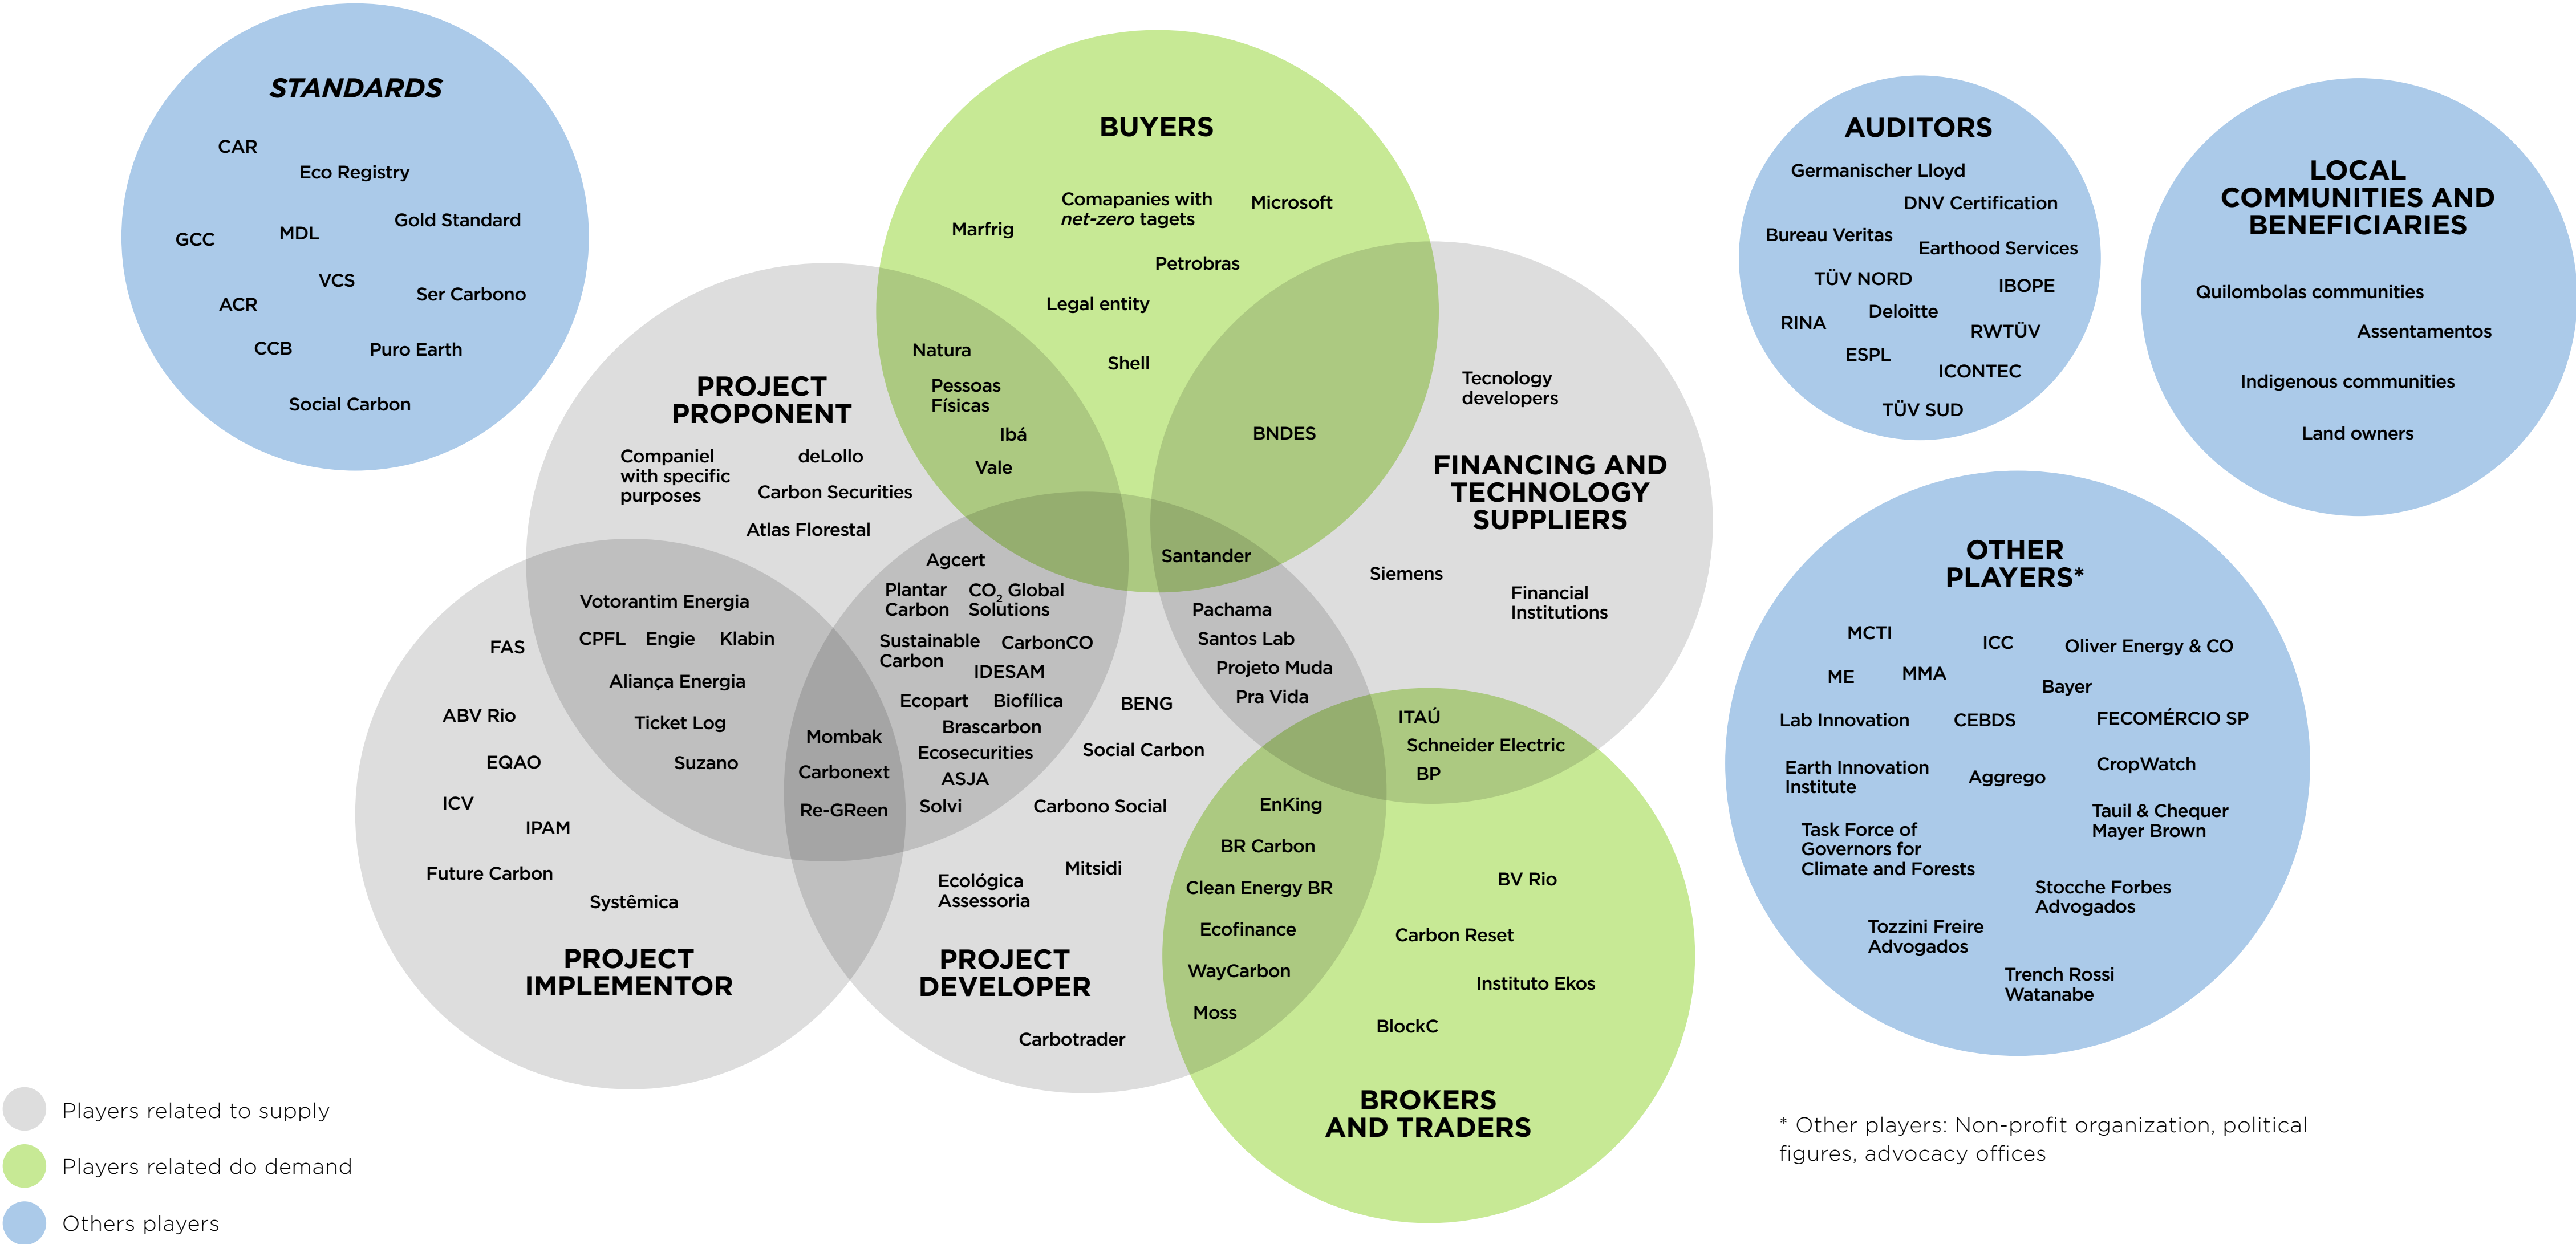 STANDARDS
CAR
Eco Registry
Gold Standard
GCC
MDL
VCS
Ser Carbono
ACR
CCB
Puro Earth
Social Carbon
BUYERS
Comapanies with
net-zero tagets
Microsoft
Marfrig
Petrobras
Legal entity
Shell
Natura
Pessoas
Físicas
Ibá
Vale
BNDES
Santander
PROJECT
PROPONENT
Companiel
with specific
purposes
deLollo
Carbon Securities
Atlas Florestal
Tecnology
developers
FINANCING AND
TECHNOLOGY
SUPPLIERS
Siemens
Financial
Institutions
Votorantim Energia
CPFL
Engie
Klabin
Aliança Energia
Ticket Log
Suzano
FAS
ABV Rio
EQAO
ICV
IPAM
Future Carbon
Systêmica
PROJECT
IMPLEMENTOR
Mombak
Carbonext
Re-GReen
Agcert
Plantar
Carbon
CO2 Global
Solutions
Sustainable
Carbon
CarbonCO
IDESAM
Ecopart
Biofílica
Brascarbon
Ecosecurities
ASJA
Solvi
BENG
Social Carbon
Carbono Social
Mitsidi
Ecológica
Assessoria
PROJECT
DEVELOPER
Carbotrader
Pachama
Santos Lab
Projeto Muda
Pra Vida
ITAÚ
Schneider Electric
BP
EnKing
BR Carbon
Clean Energy BR
Ecofinance
WayCarbon
Moss
BV Rio
Carbon Reset
Instituto Ekos
BlockC
BROKERS
AND TRADERS
AUDITORS
Germanischer Lloyd
DNV Certification
Bureau Veritas
Earthood Services
TÜV NORD
IBOPE
Deloitte
RINA
RWTÜV
ESPL
ICONTEC
TÜV SUD
LOCAL
COMMUNITIES AND
BENEFICIARIES
Quilombolas communities
Assentamentos
Indigenous communities
Land owners
OTHER
PLAYERS*
MCTI
ICC
Oliver Energy & CO
ME
MMA
Bayer
Lab Innovation
CEBDS
FECOMÉRCIO SP
Earth Innovation
Institute
Aggrego
CropWatch
Tauil & Chequer
Mayer Brown
Task Force of
Governors for
Climate and Forests
Stocche Forbes
Advogados
Tozzini Freire
Advogados
Trench Rossi
Watanabe
Players related to supply
Players related do demand
Others players
* Other players: Non-profit organization, political
figures, advocacy offices